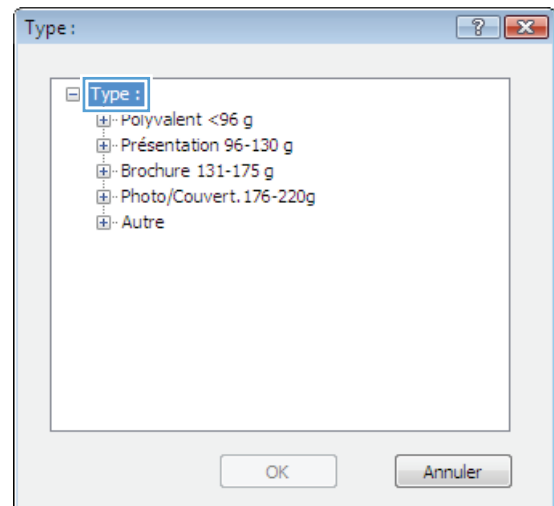 Type :
Type :
Polyvalent <96 g
Présentation 96-130 g
Brochure 131-175 g
Photo/Couvert. 176-220g
Autre
OK
Annuler